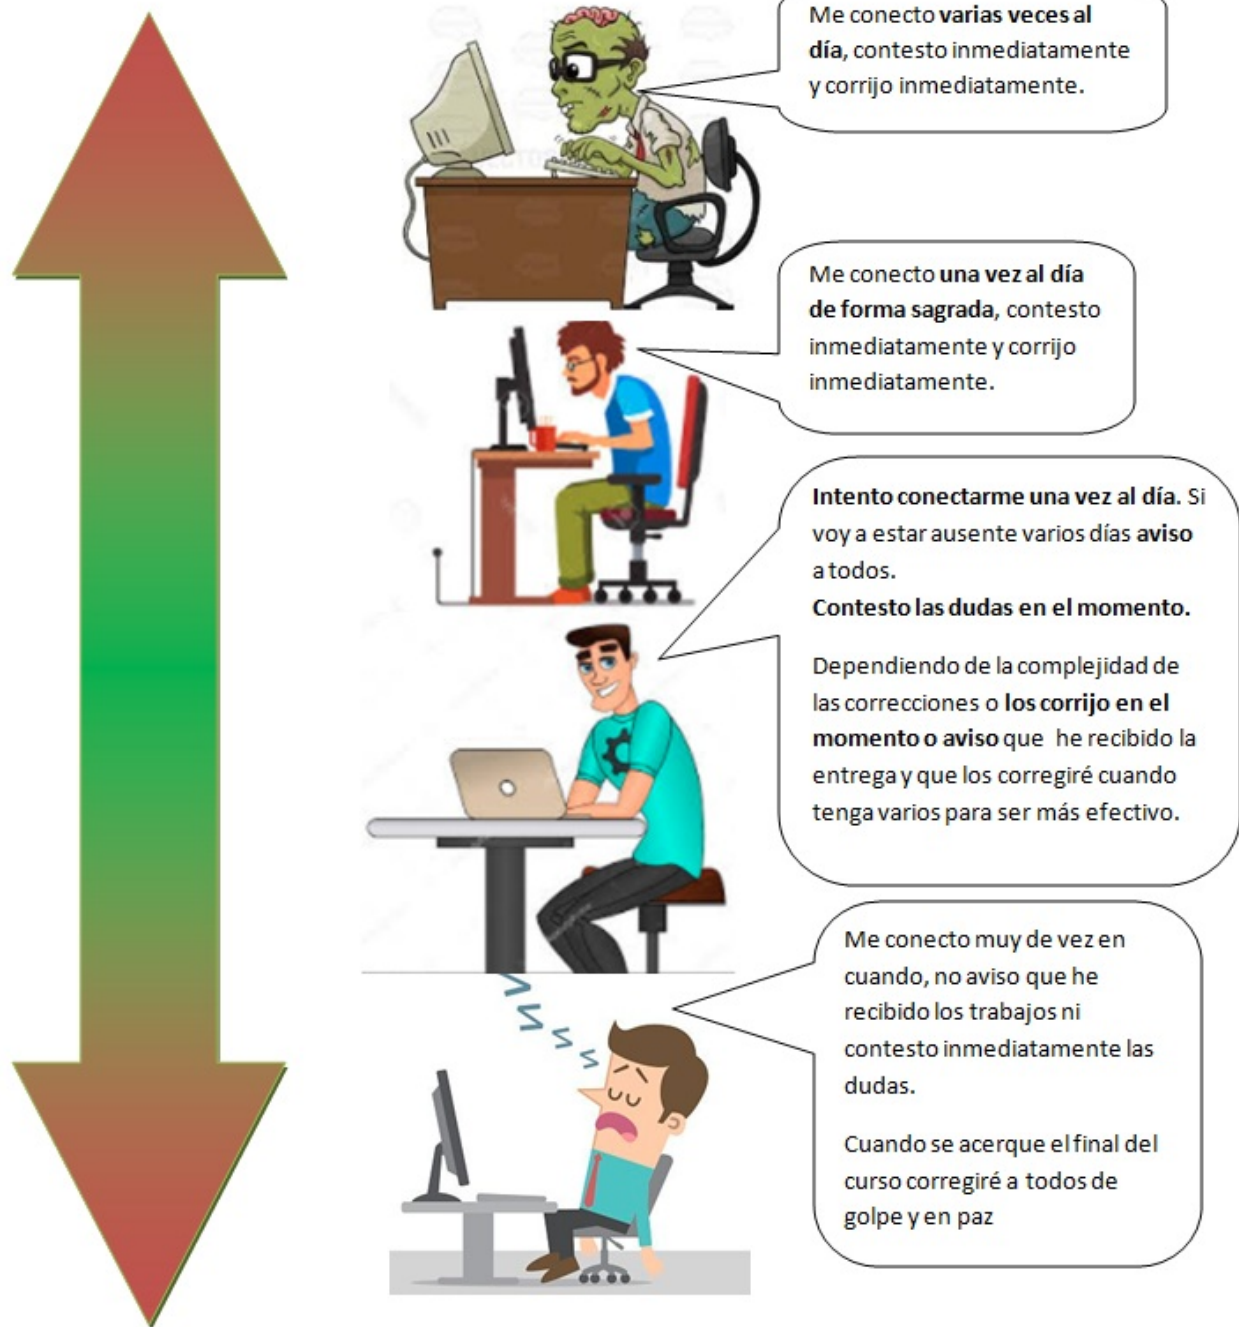 Me conecto varias veces al
día, contesto inmediatamente
y corrijo inmediatamente.
Me conecto una vez al día
de forma sagrada, contesto
inmediatamente y corrijo
inmediatamente.
Intento conectarme una vez al día. Si
voy a estar ausente varios días aviso
a todos.
Contesto las dudas en el momento.
Dependiendo de la complejidad de
las correcciones o los corrijo en el
momento o aviso que he recibido la
entrega y que los corregiré cuando
tenga varios para ser más efectivo.
Me conecto muy de vez en
cuando, no aviso que he
recibido los trabajos ni
contesto inmediatamente las
dudas.
Cuando se acerque el final del
curso corregiré a todos de
golpe y en paz